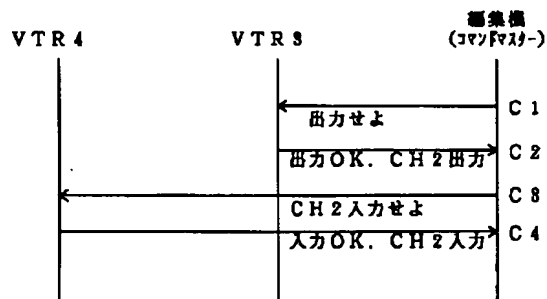 編集機
VTR4 VTR3 (コマンドマスター)
C1
出力せよ
C2
出力OK. CH2出力
C3
CH2入力せよ
C4
入力OK. CH2入力